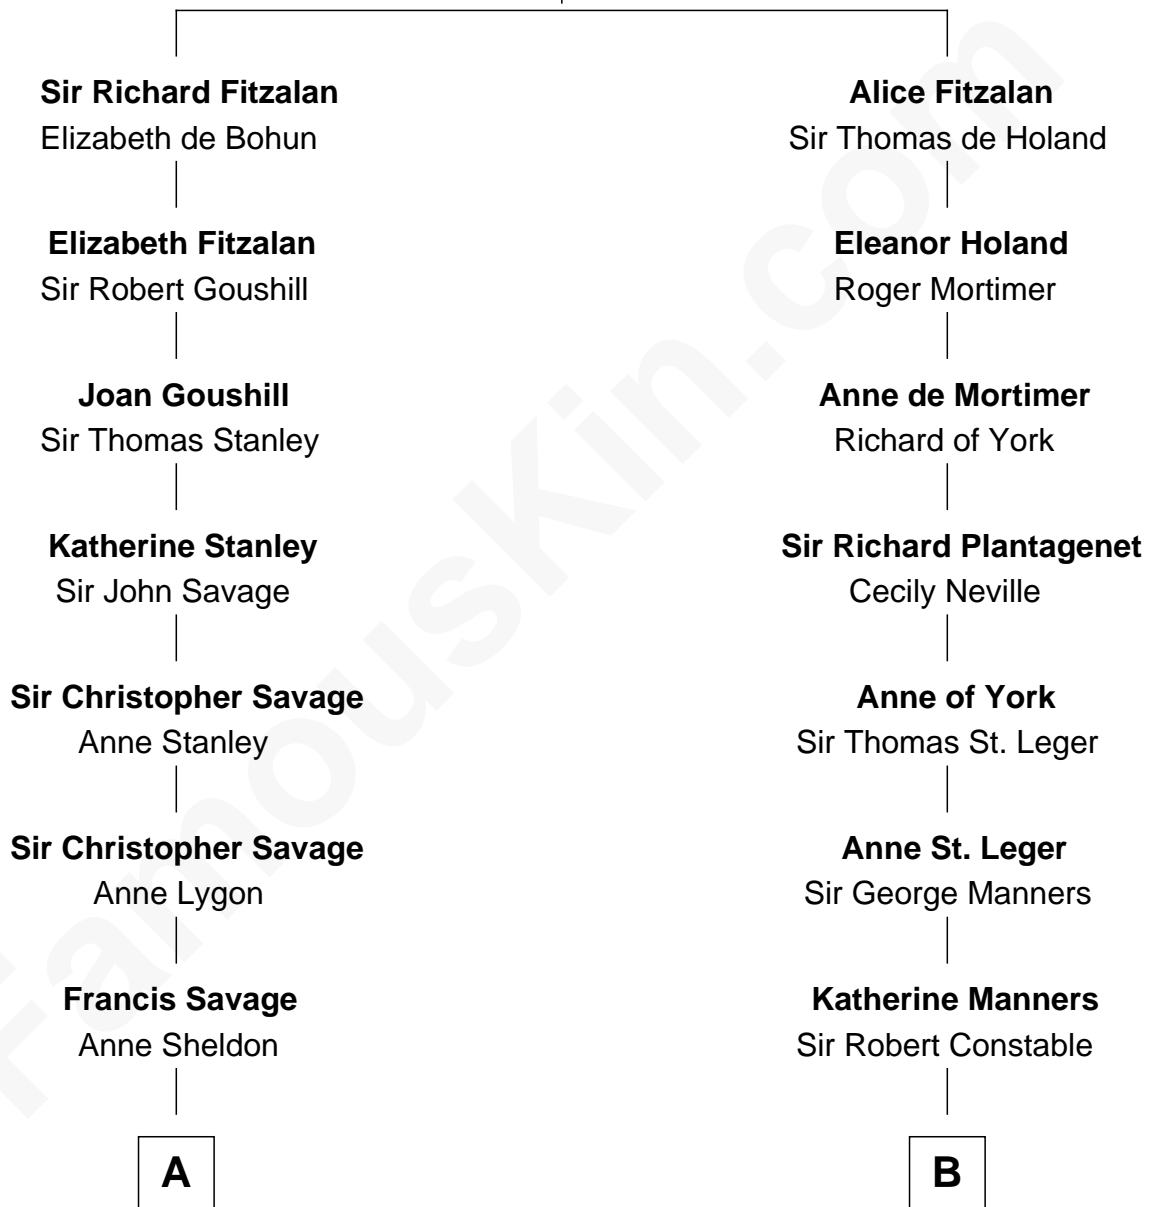 Sir Richard Fitzalan
Elizabeth de Bohun
Elizabeth Fitzalan
Sir Robert Goushill
Joan Goushill
Sir Thomas Stanley
Katherine Stanley
Sir John Savage
Sir Christopher Savage
Anne Stanley
Sir Christopher Savage
Anne Lygon
Francis Savage
Anne Sheldon
A
Alice Fitzalan
Sir Thomas de Holand
Eleanor Holand
Roger Mortimer
Anne de Mortimer
Richard of York
Sir Richard Plantagenet
Cecily Neville
Anne of York
Sir Thomas St. Leger
Anne St. Leger
Sir George Manners
Katherine Manners
Sir Robert Constable
B
FamousKin.com